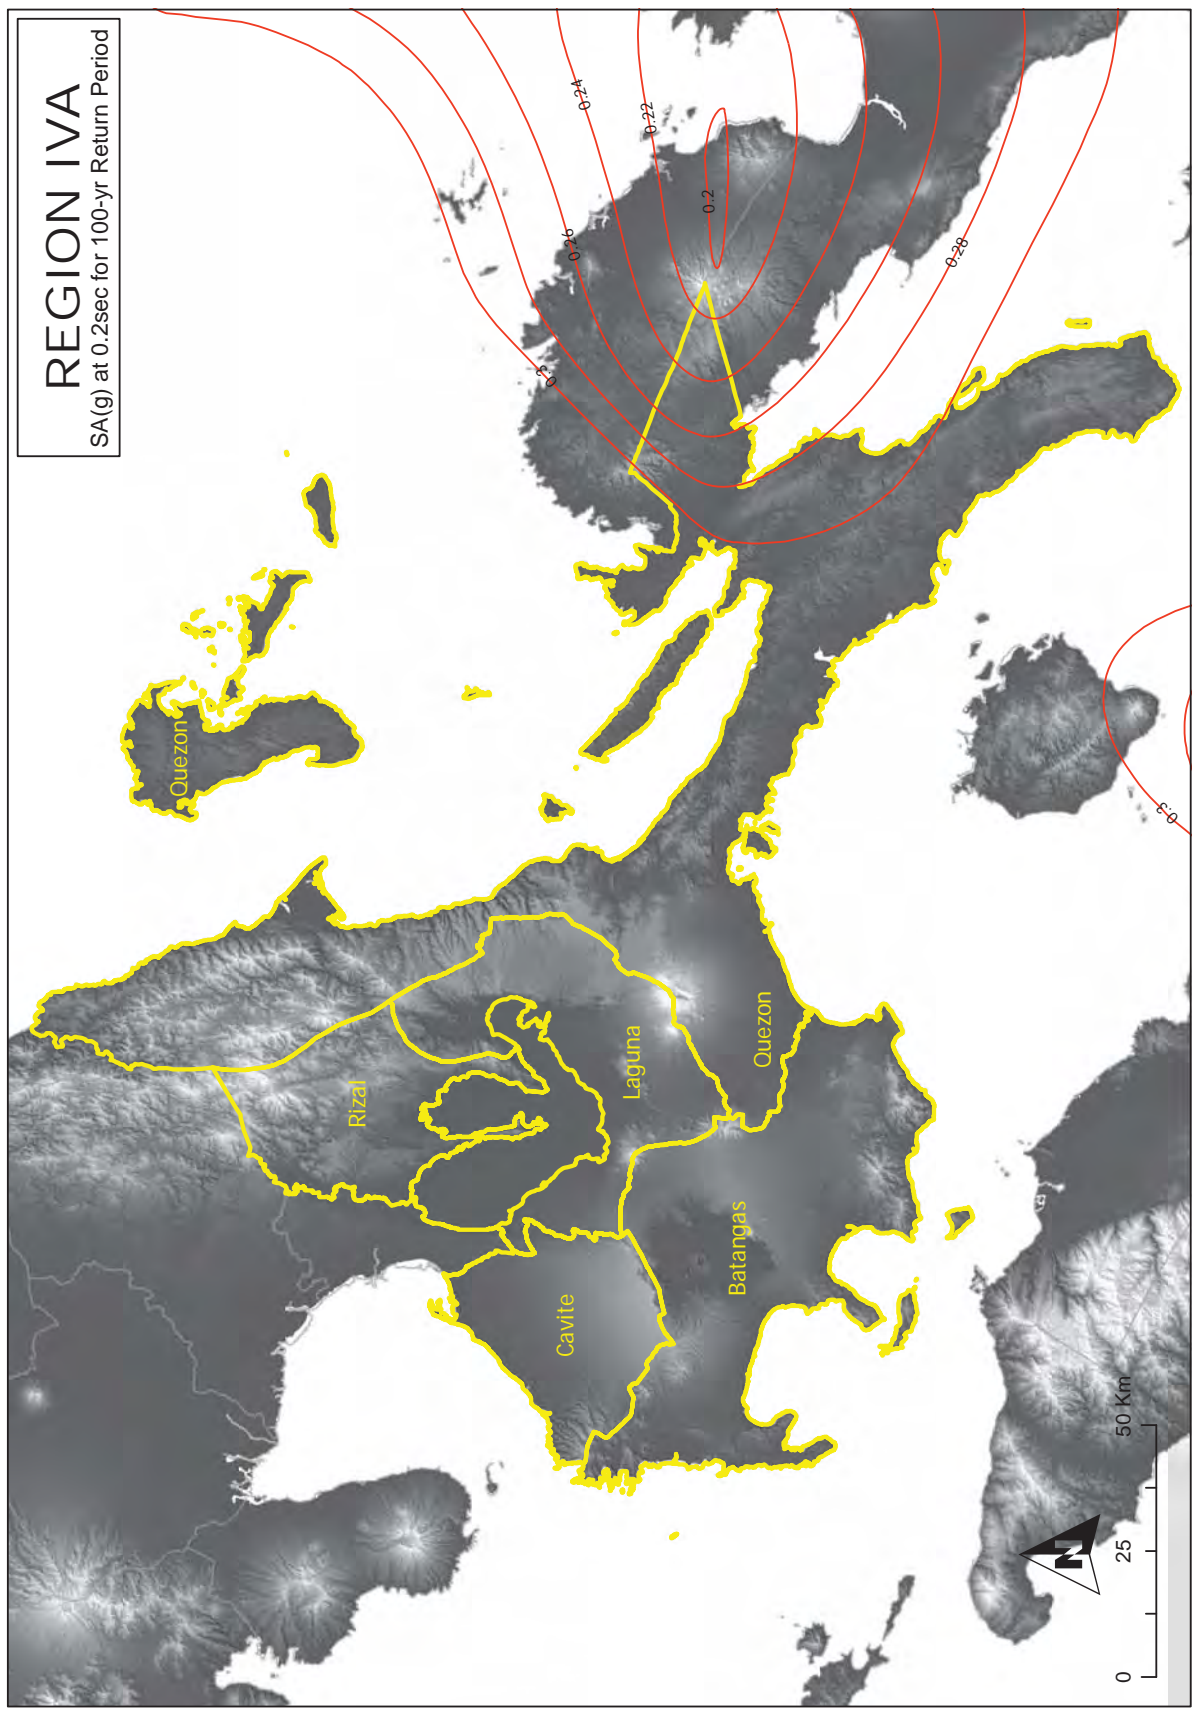 REGION IVA
SA(g) at 0.2sec for 100-yr Return Period
0.24
0.22
0.2
0.26
0.28
0.3
Quezon
Rizal
Laguna
Quezon
Cavite
Batangas
0.3
N
0 25 50 Km